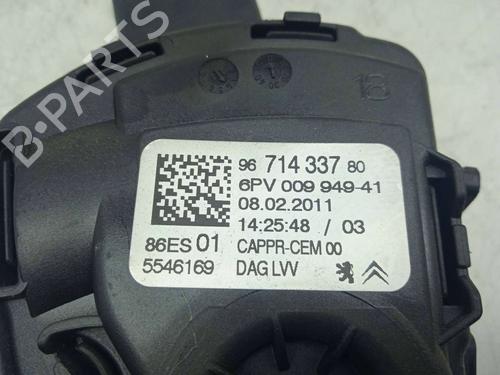 B-PARTS
18
96 714 337 80
6PV 009 949-41
08.02.2011
14:25:48 / 03
86ES 01 CAPPR-CEM 00
5546169 DAG LVV